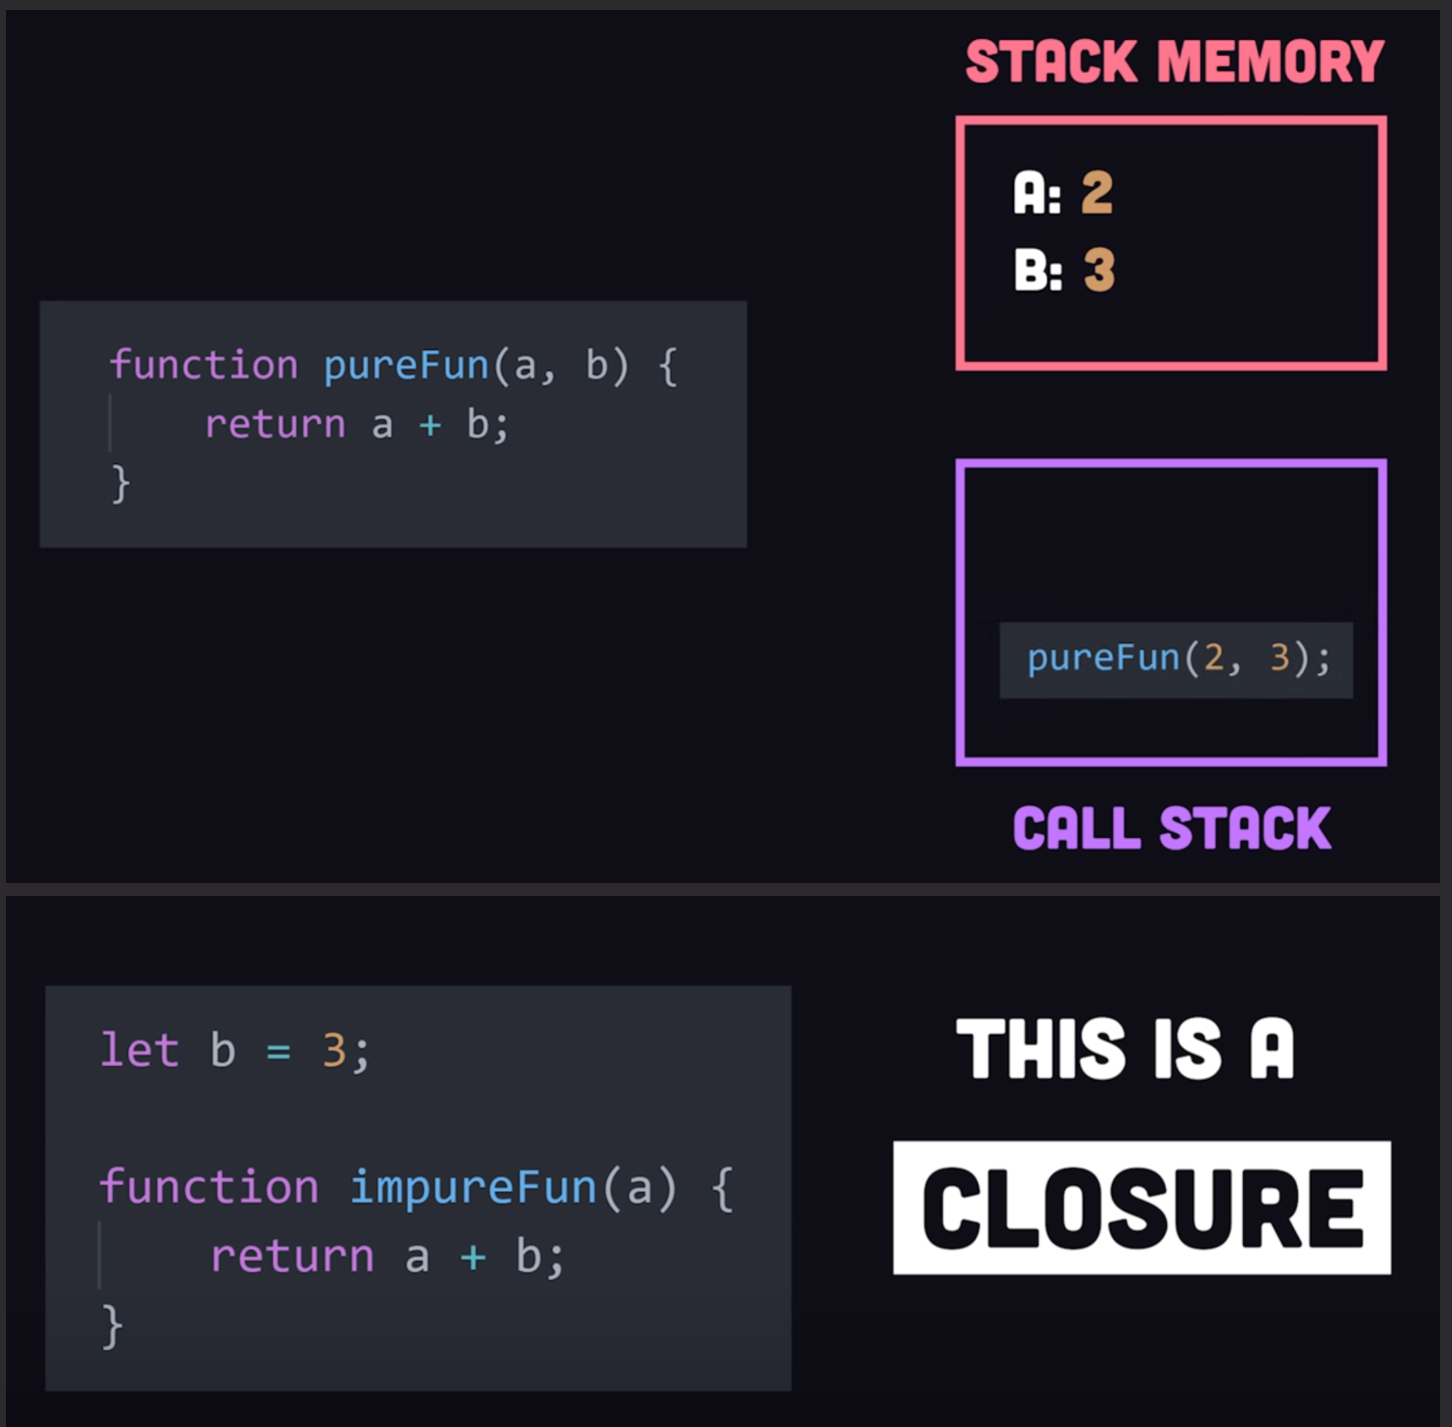 STACK MEMORY
A: 2
B: 3
function pureFun(a, b) {
    return a + b;
}
pureFun(2, 3);
CALL STACK
let b = 3;
function impureFun(a) {
    return a + b;
}
THIS IS A
CLOSURE